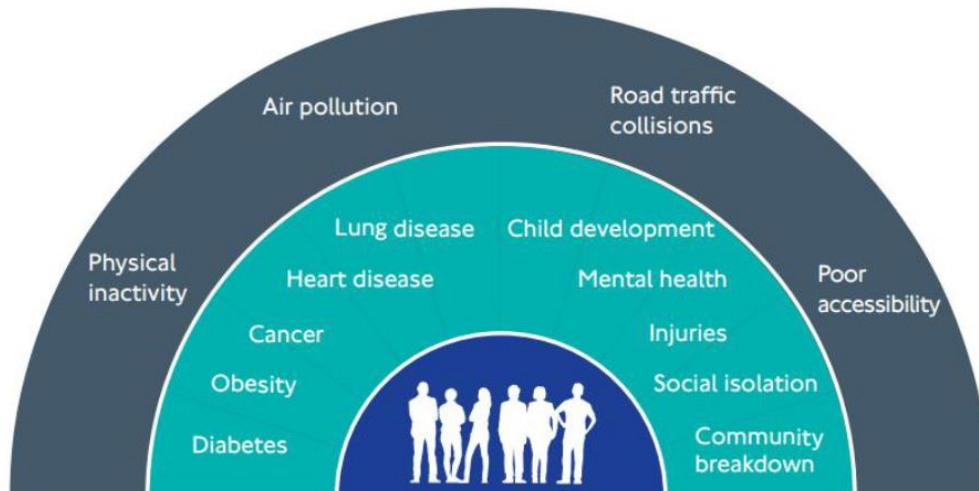 Air pollution
Road traffic
collisions
Physical
inactivity
Poor
accessibility
Lung disease
Child development
Heart disease
Mental health
Cancer
Injuries
Obesity
Social isolation
Diabetes
Community
breakdown